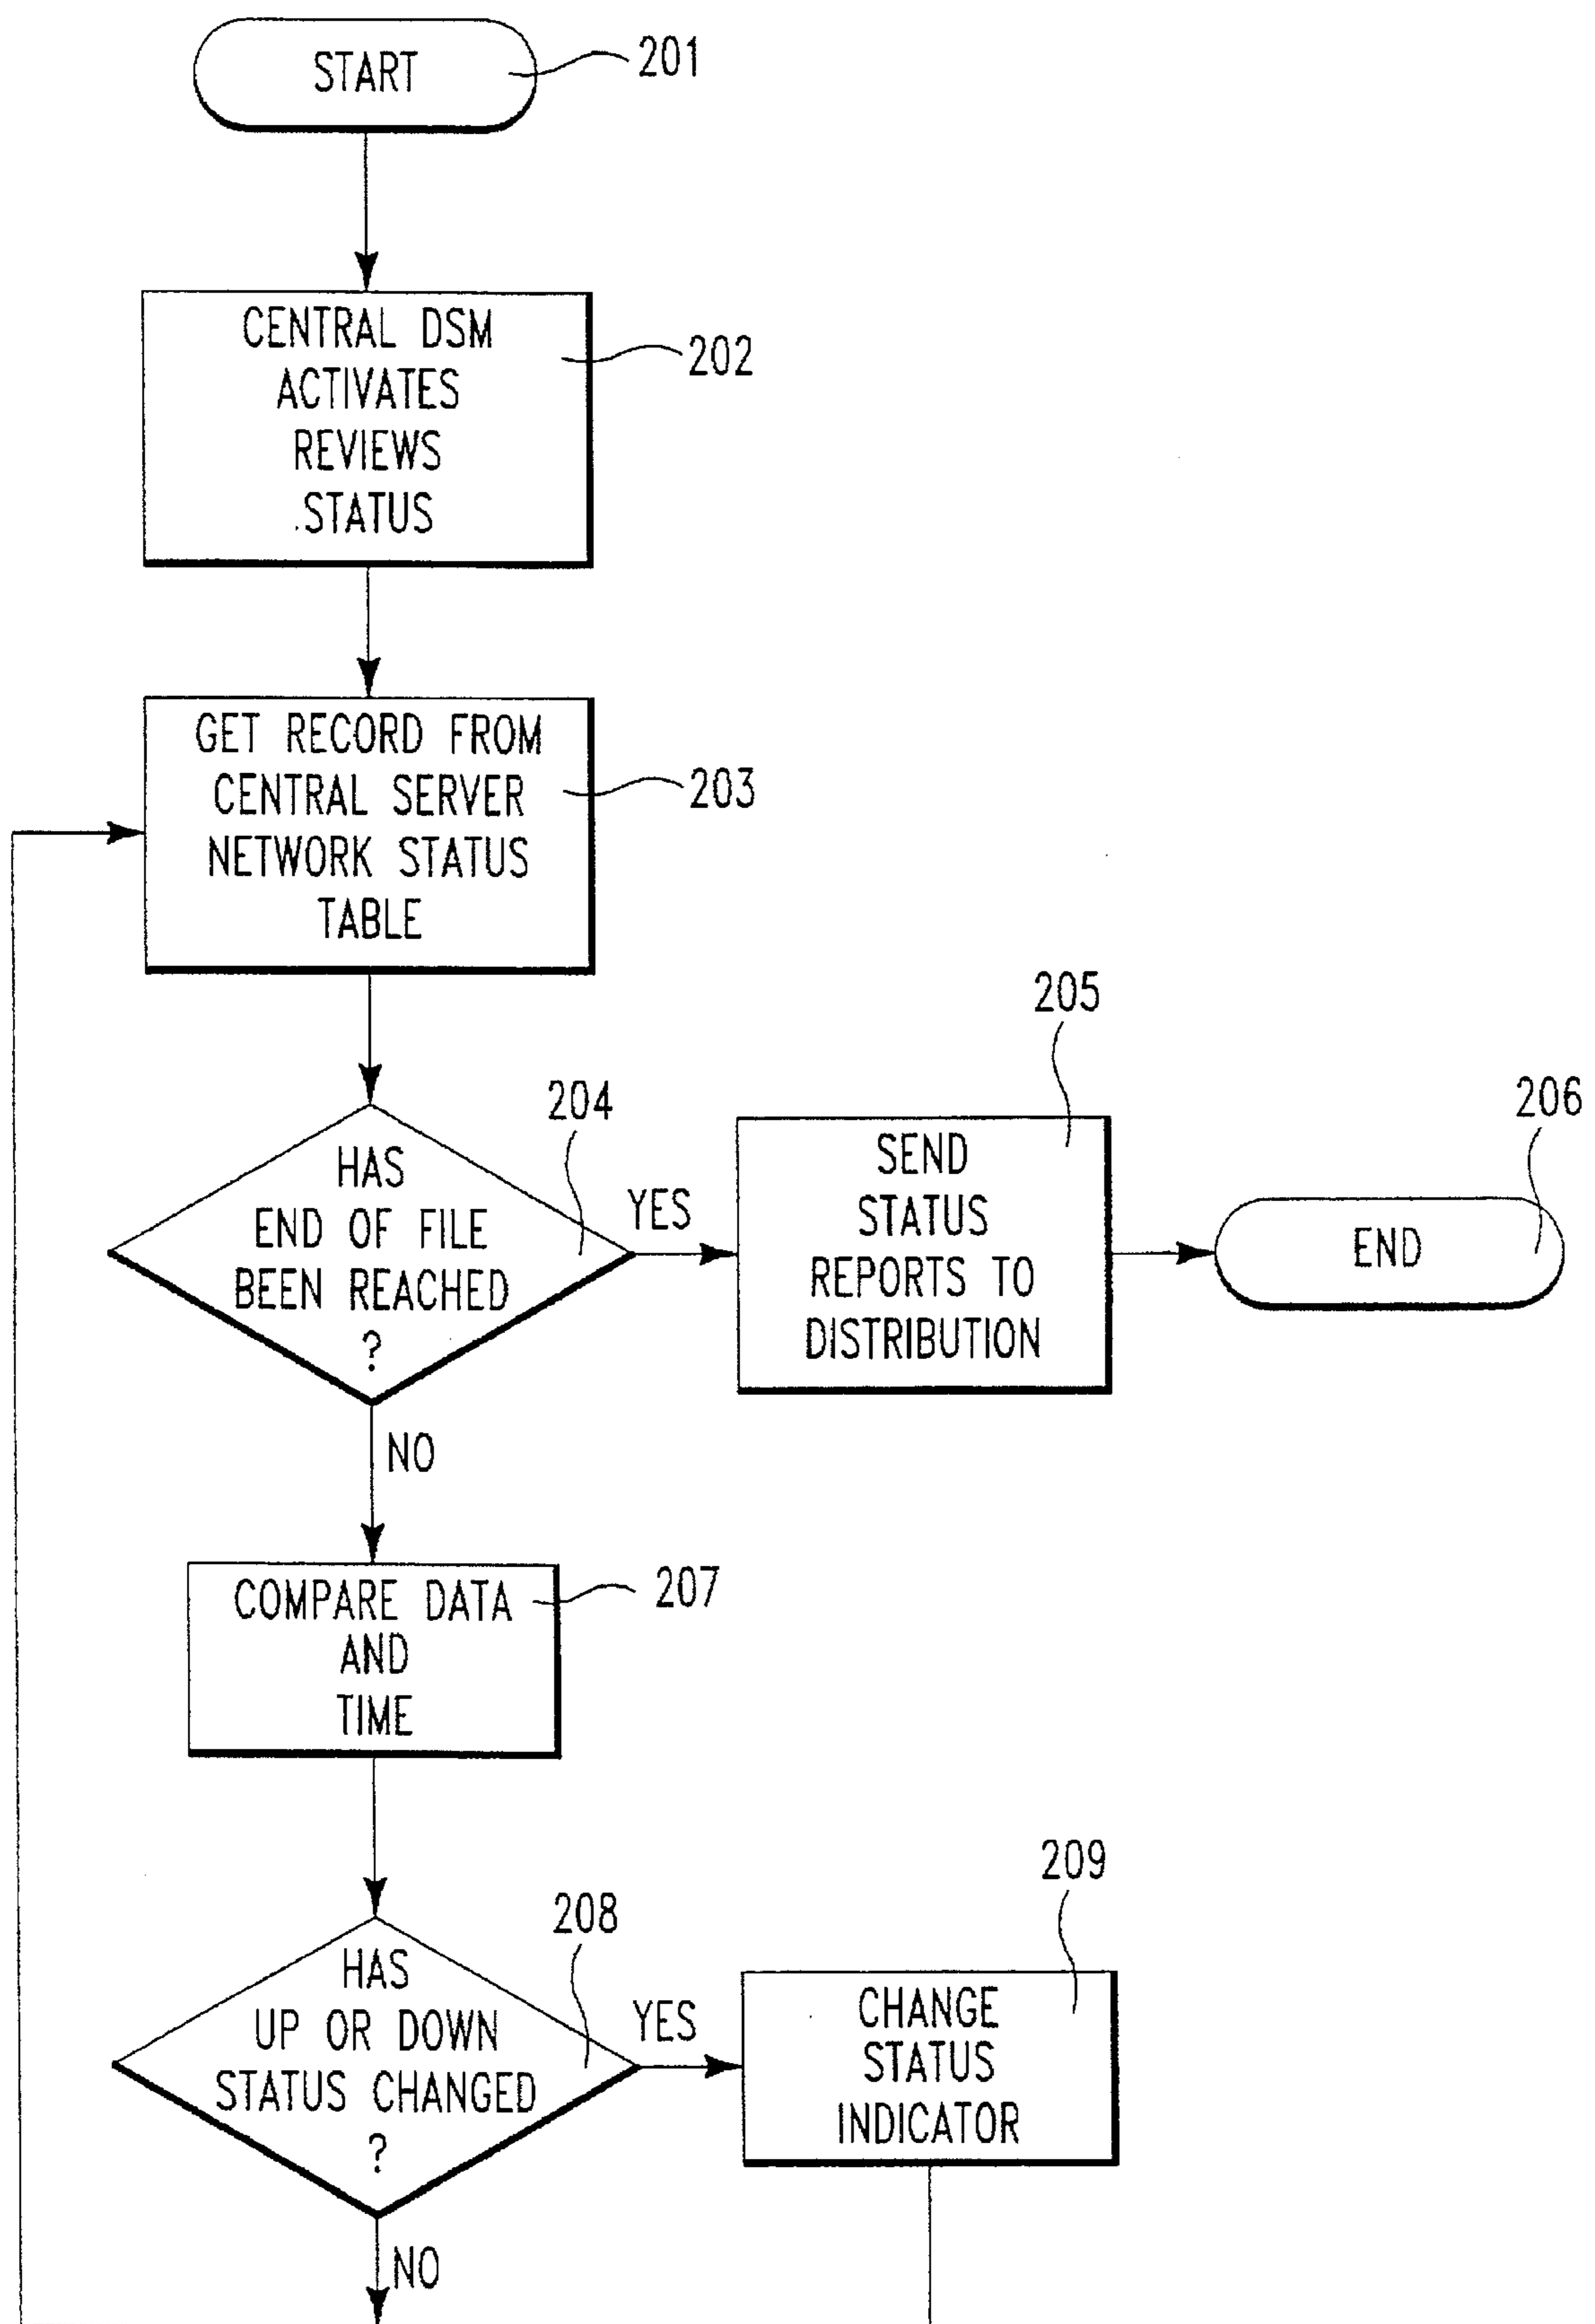 START
201
CENTRAL DSM
ACTIVATES
REVIEWS
STATUS
202
GET RECORD FROM
CENTRAL SERVER
NETWORK STATUS
TABLE
203
HAS
END OF FILE
BEEN REACHED
?
204
YES
SEND
STATUS
REPORTS TO
DISTRIBUTION
205
END
206
NO
COMPARE DATA
AND
TIME
207
HAS
UP OR DOWN
STATUS CHANGED
?
208
YES
CHANGE
STATUS
INDICATOR
209
NO